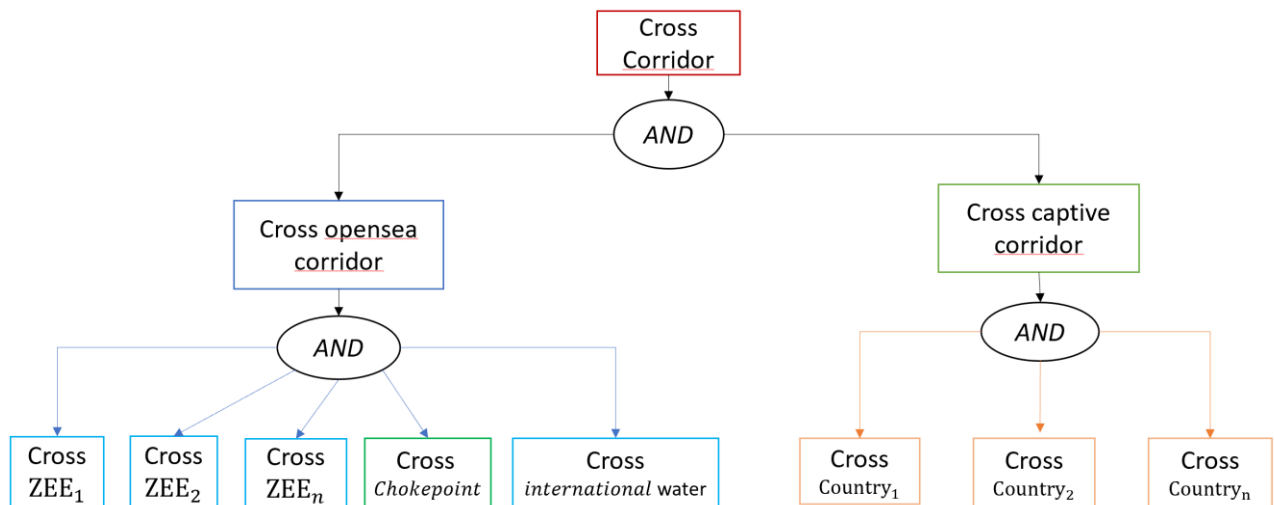 Cross
Corridor
AND
Cross opensea
corridor
Cross captive
corridor
AND
AND
Cross
ZEE₁
Cross
ZEE₂
Cross
ZEEₙ
Cross
Chokepoint
Cross
international water
Cross
Country₁
Cross
Country₂
Cross
Countryₙ